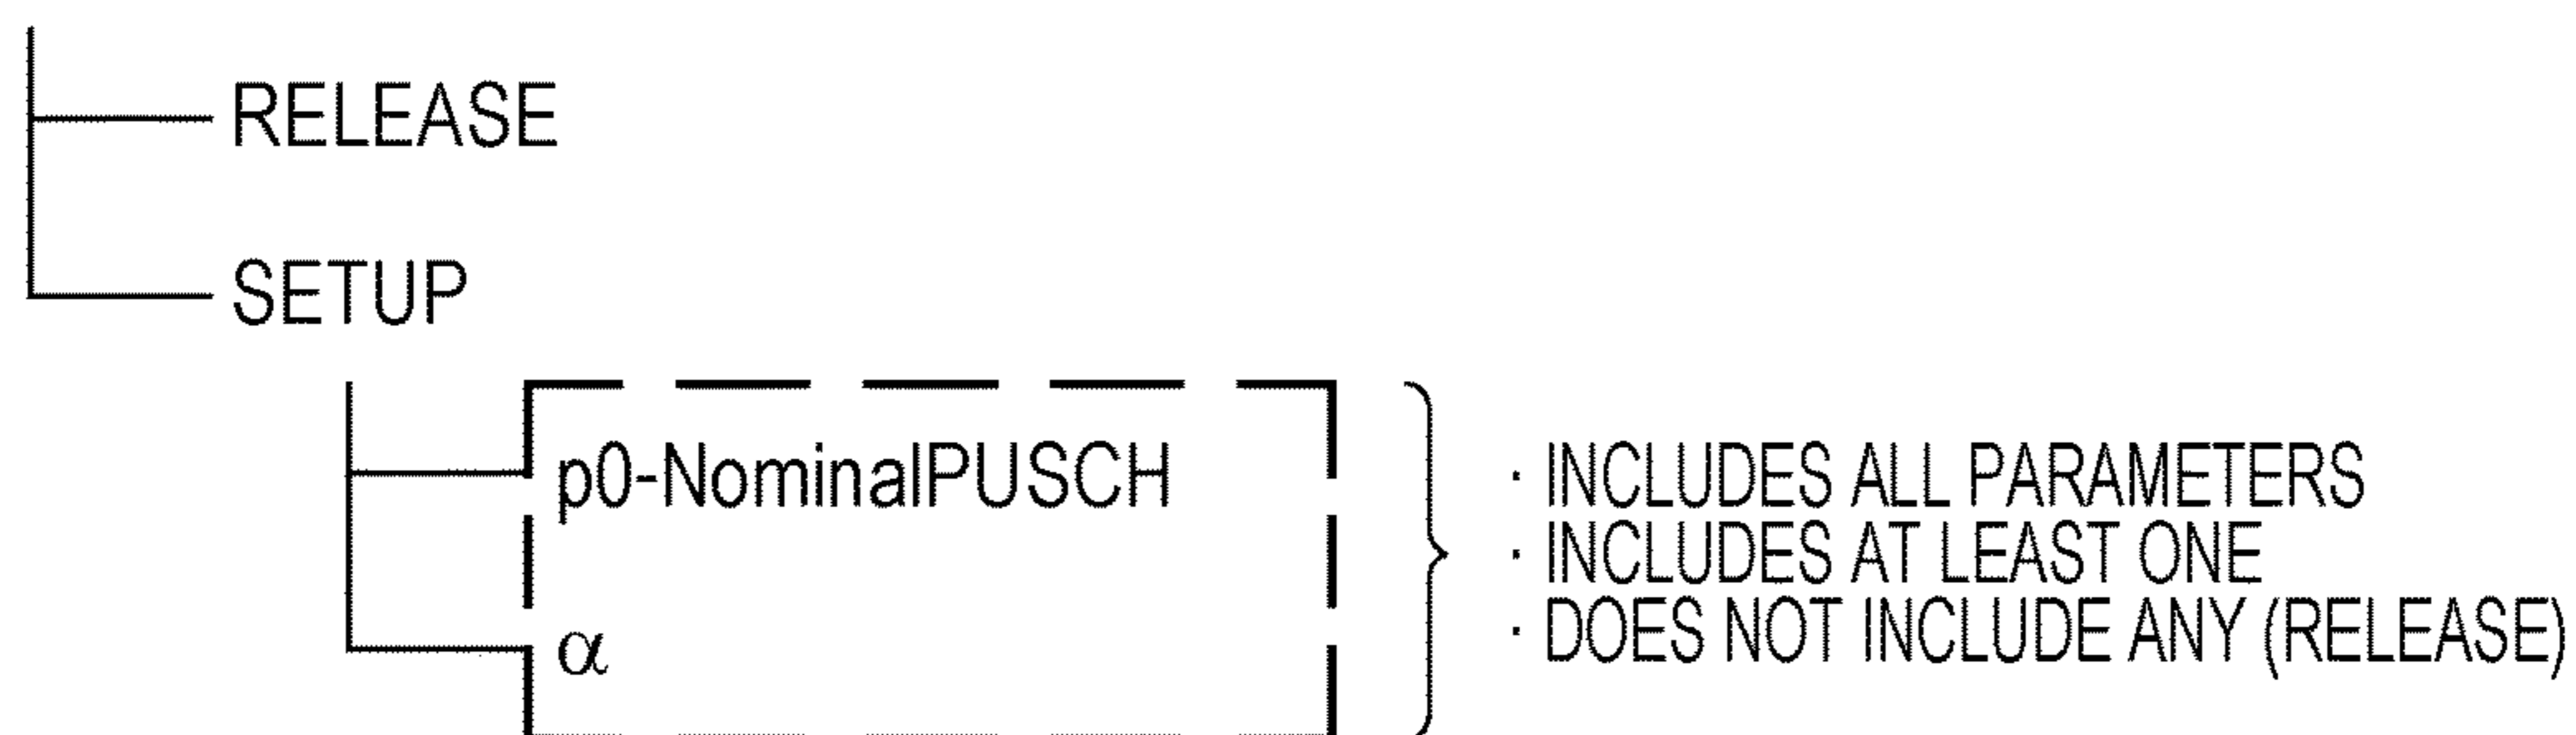 RELEASE
SETUP
p0-NominalPUSCH
α
· INCLUDES ALL PARAMETERS
· INCLUDES AT LEAST ONE
· DOES NOT INCLUDE ANY (RELEASE)